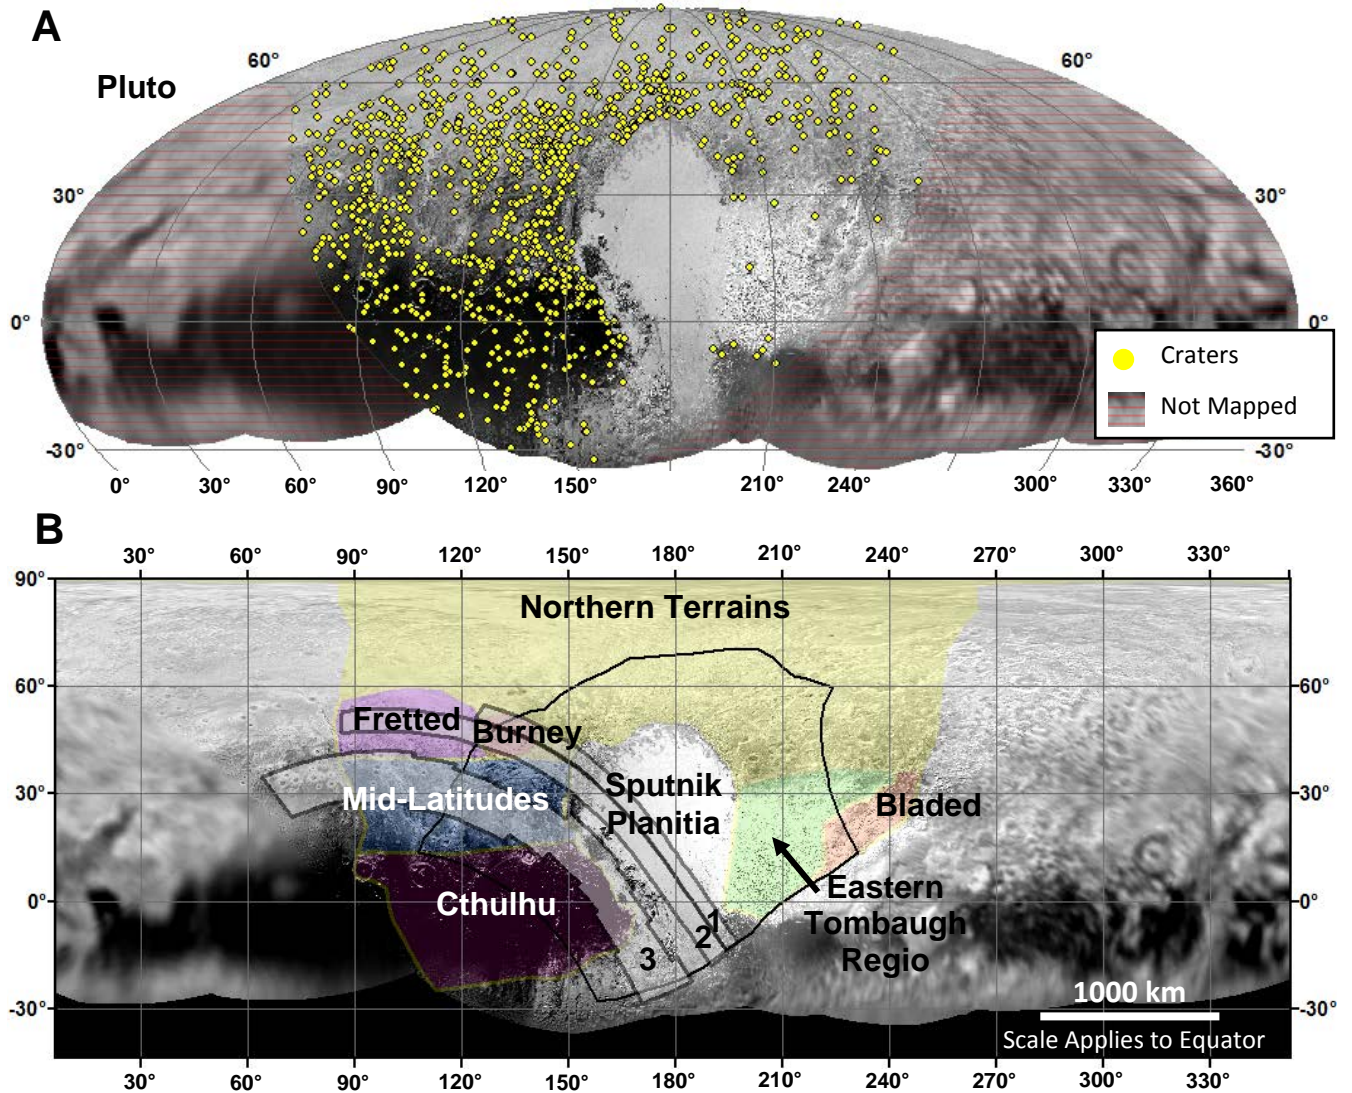 A
Pluto
60°
60°
30°
30°
0°
0°
-30°
-30°
Craters
Not Mapped
0°
30°
60°
90°
120°
150°
210°
240°
300°
330°
360°
B
30°
60°
90°
120°
150°
180°
210°
240°
270°
300°
330°
90°
Northern Terrains
60°
60°
Fretted
Burney
Sputnik
Planitia
30°
30°
Mid-Latitudes
Bladed
Cthulhu
Eastern
Tombaugh
Regio
0°
0°
1
2
3
1000 km
-30°
-30°
Scale Applies to Equator
30°
60°
90°
120°
150°
180°
210°
240°
270°
300°
330°